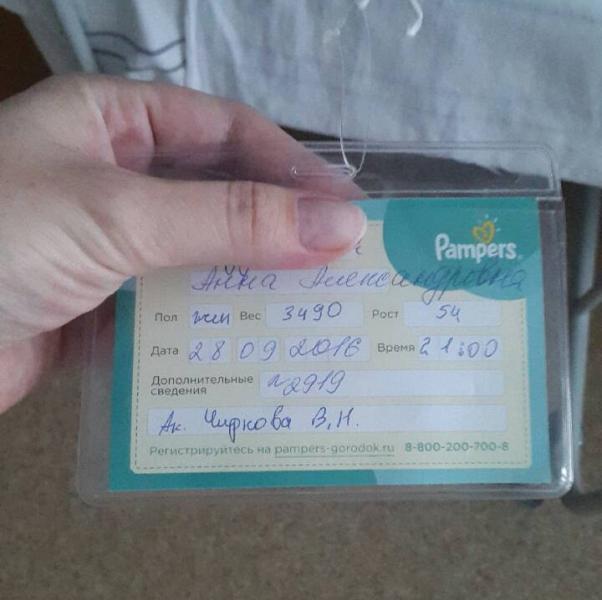 Pampers
Анна Александровна
Пол жен Вес 3490 Рост 54
Дата 28 09 2016 Время 21:00
Дополнительные сведения №2919
Ак. Чиркова В.Н.
Регистрируйтесь на pampers-gorodok.ru 8-800-200-700-8